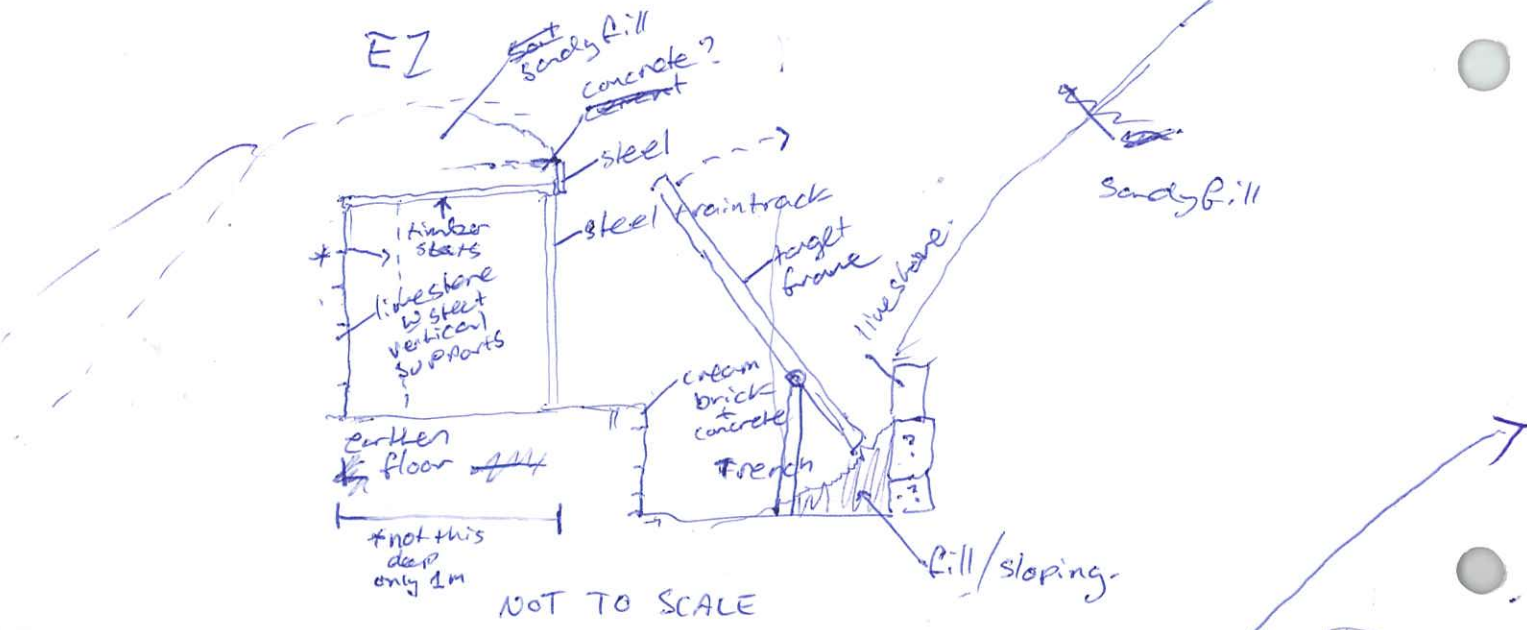 EZ
sandy fill
concrete?
cement
steel
steel traintrack
target
frame
limestone
sandy fill
timber
slats
*
limestone
w steel
vertical
supports
cream
brick
+
concrete
Trench
earthen
floor
?
?
*not this
deep
only 1m
fill/sloping.
NOT TO SCALE